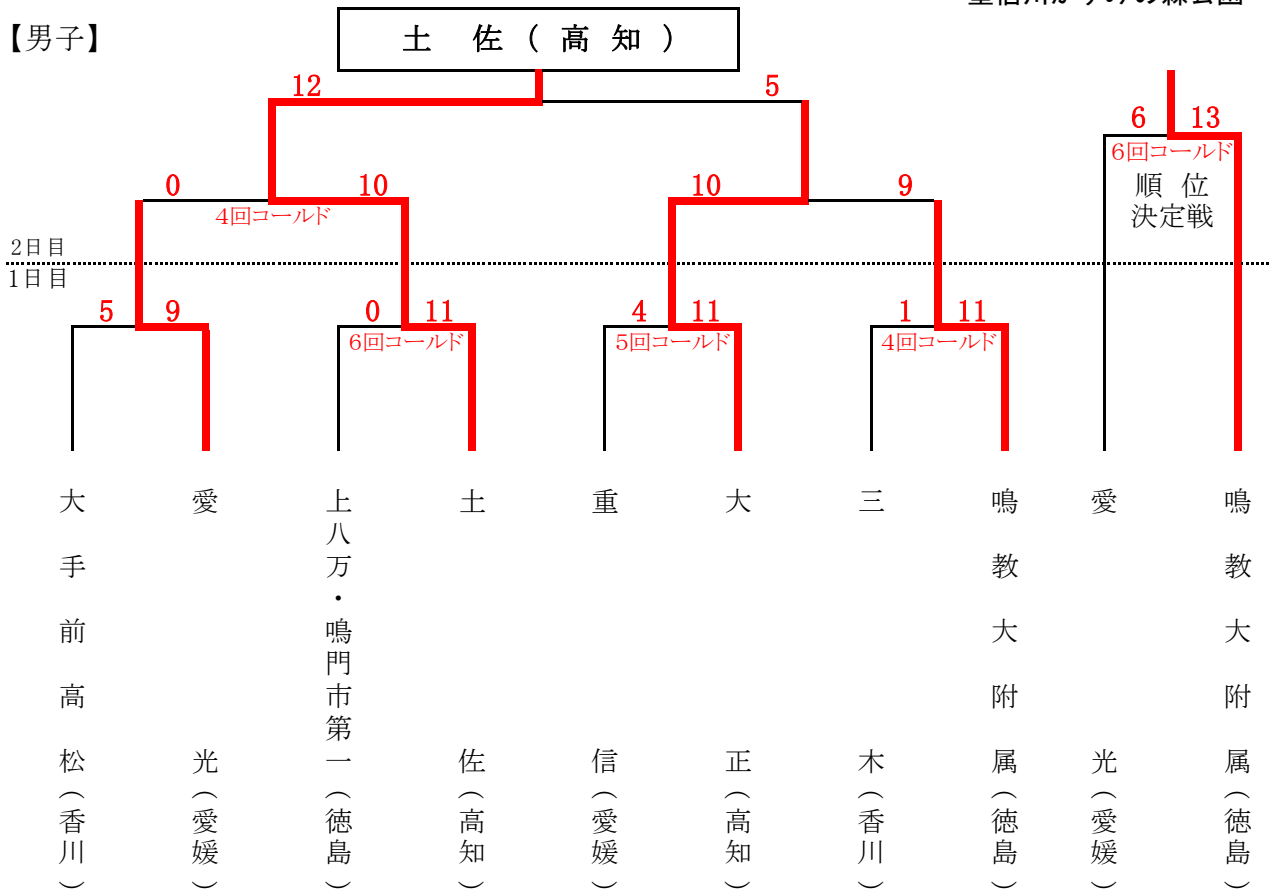 【男子】
土佐(高知)
12 5
6 13
6回コールド
順位
決定戦
0 10
4回コールド
10 9
2日目
1日目
5 9
0 11
6回コールド
4 11
5回コールド
1 11
4回コールド
大手前高松(香川)
愛光(愛媛)
上八万・鳴門市第一(徳島)
土佐(高知)
重信(愛媛)
大正(高知)
三木(香川)
鳴教大附属(徳島)
愛光(愛媛)
鳴教大附属(徳島)